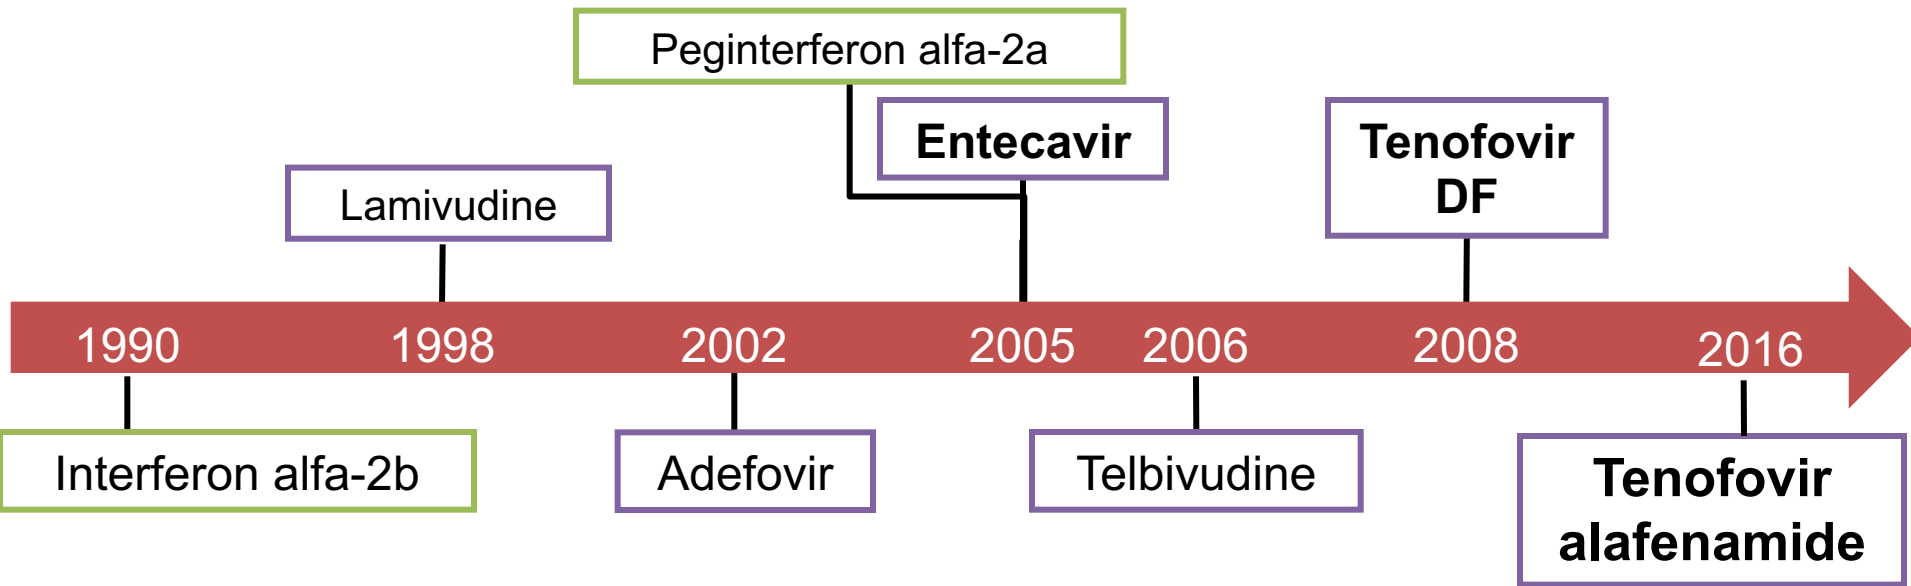 Peginterferon alfa-2a
Entecavir
Tenofovir
DF
Lamivudine
1990
1998
2002
2005
2006
2008
2016
Interferon alfa-2b
Adefovir
Telbivudine
Tenofovir
alafenamide